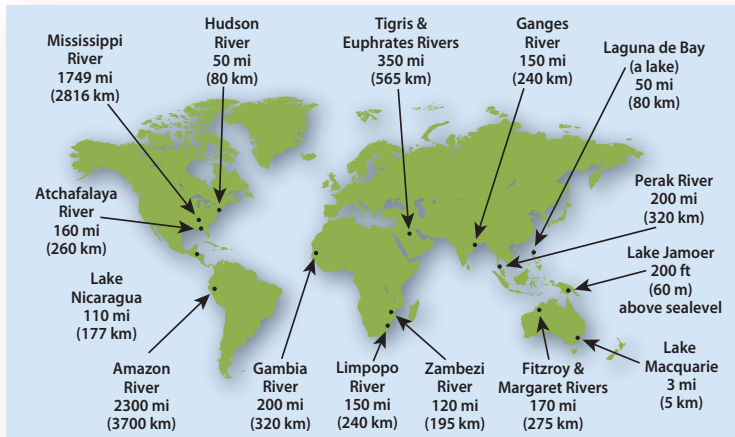 Mississippi
River
1749 mi
(2816 km)
Hudson
River
50 mi
(80 km)
Tigris &
Euphrates Rivers
350 mi
(565 km)
Ganges
River
150 mi
(240 km)
Laguna de Bay
(a lake)
50 mi
(80 km)
Atchafalaya
River
160 mi
(260 km)
Perak River
200 mi
(320 km)
Lake Jamoer
200 ft
(60 m)
above sealevel
Lake
Nicaragua
110 mi
(177 km)
Amazon
River
2300 mi
(3700 km)
Gambia
River
200 mi
(320 km)
Limpopo
River
150 mi
(240 km)
Zambezi
River
120 mi
(195 km)
Fitzroy &
Margaret Rivers
170 mi
(275 km)
Lake
Macquarie
3 mi
(5 km)